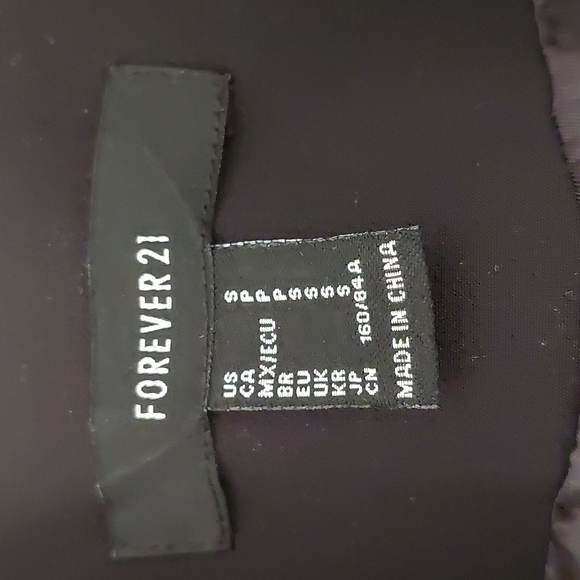 FOREVER 21
US S
CA P
MX/ECU P
BR P
EU S
UK S
KR S
JP S
CN 160/84A
MADE IN CHINA